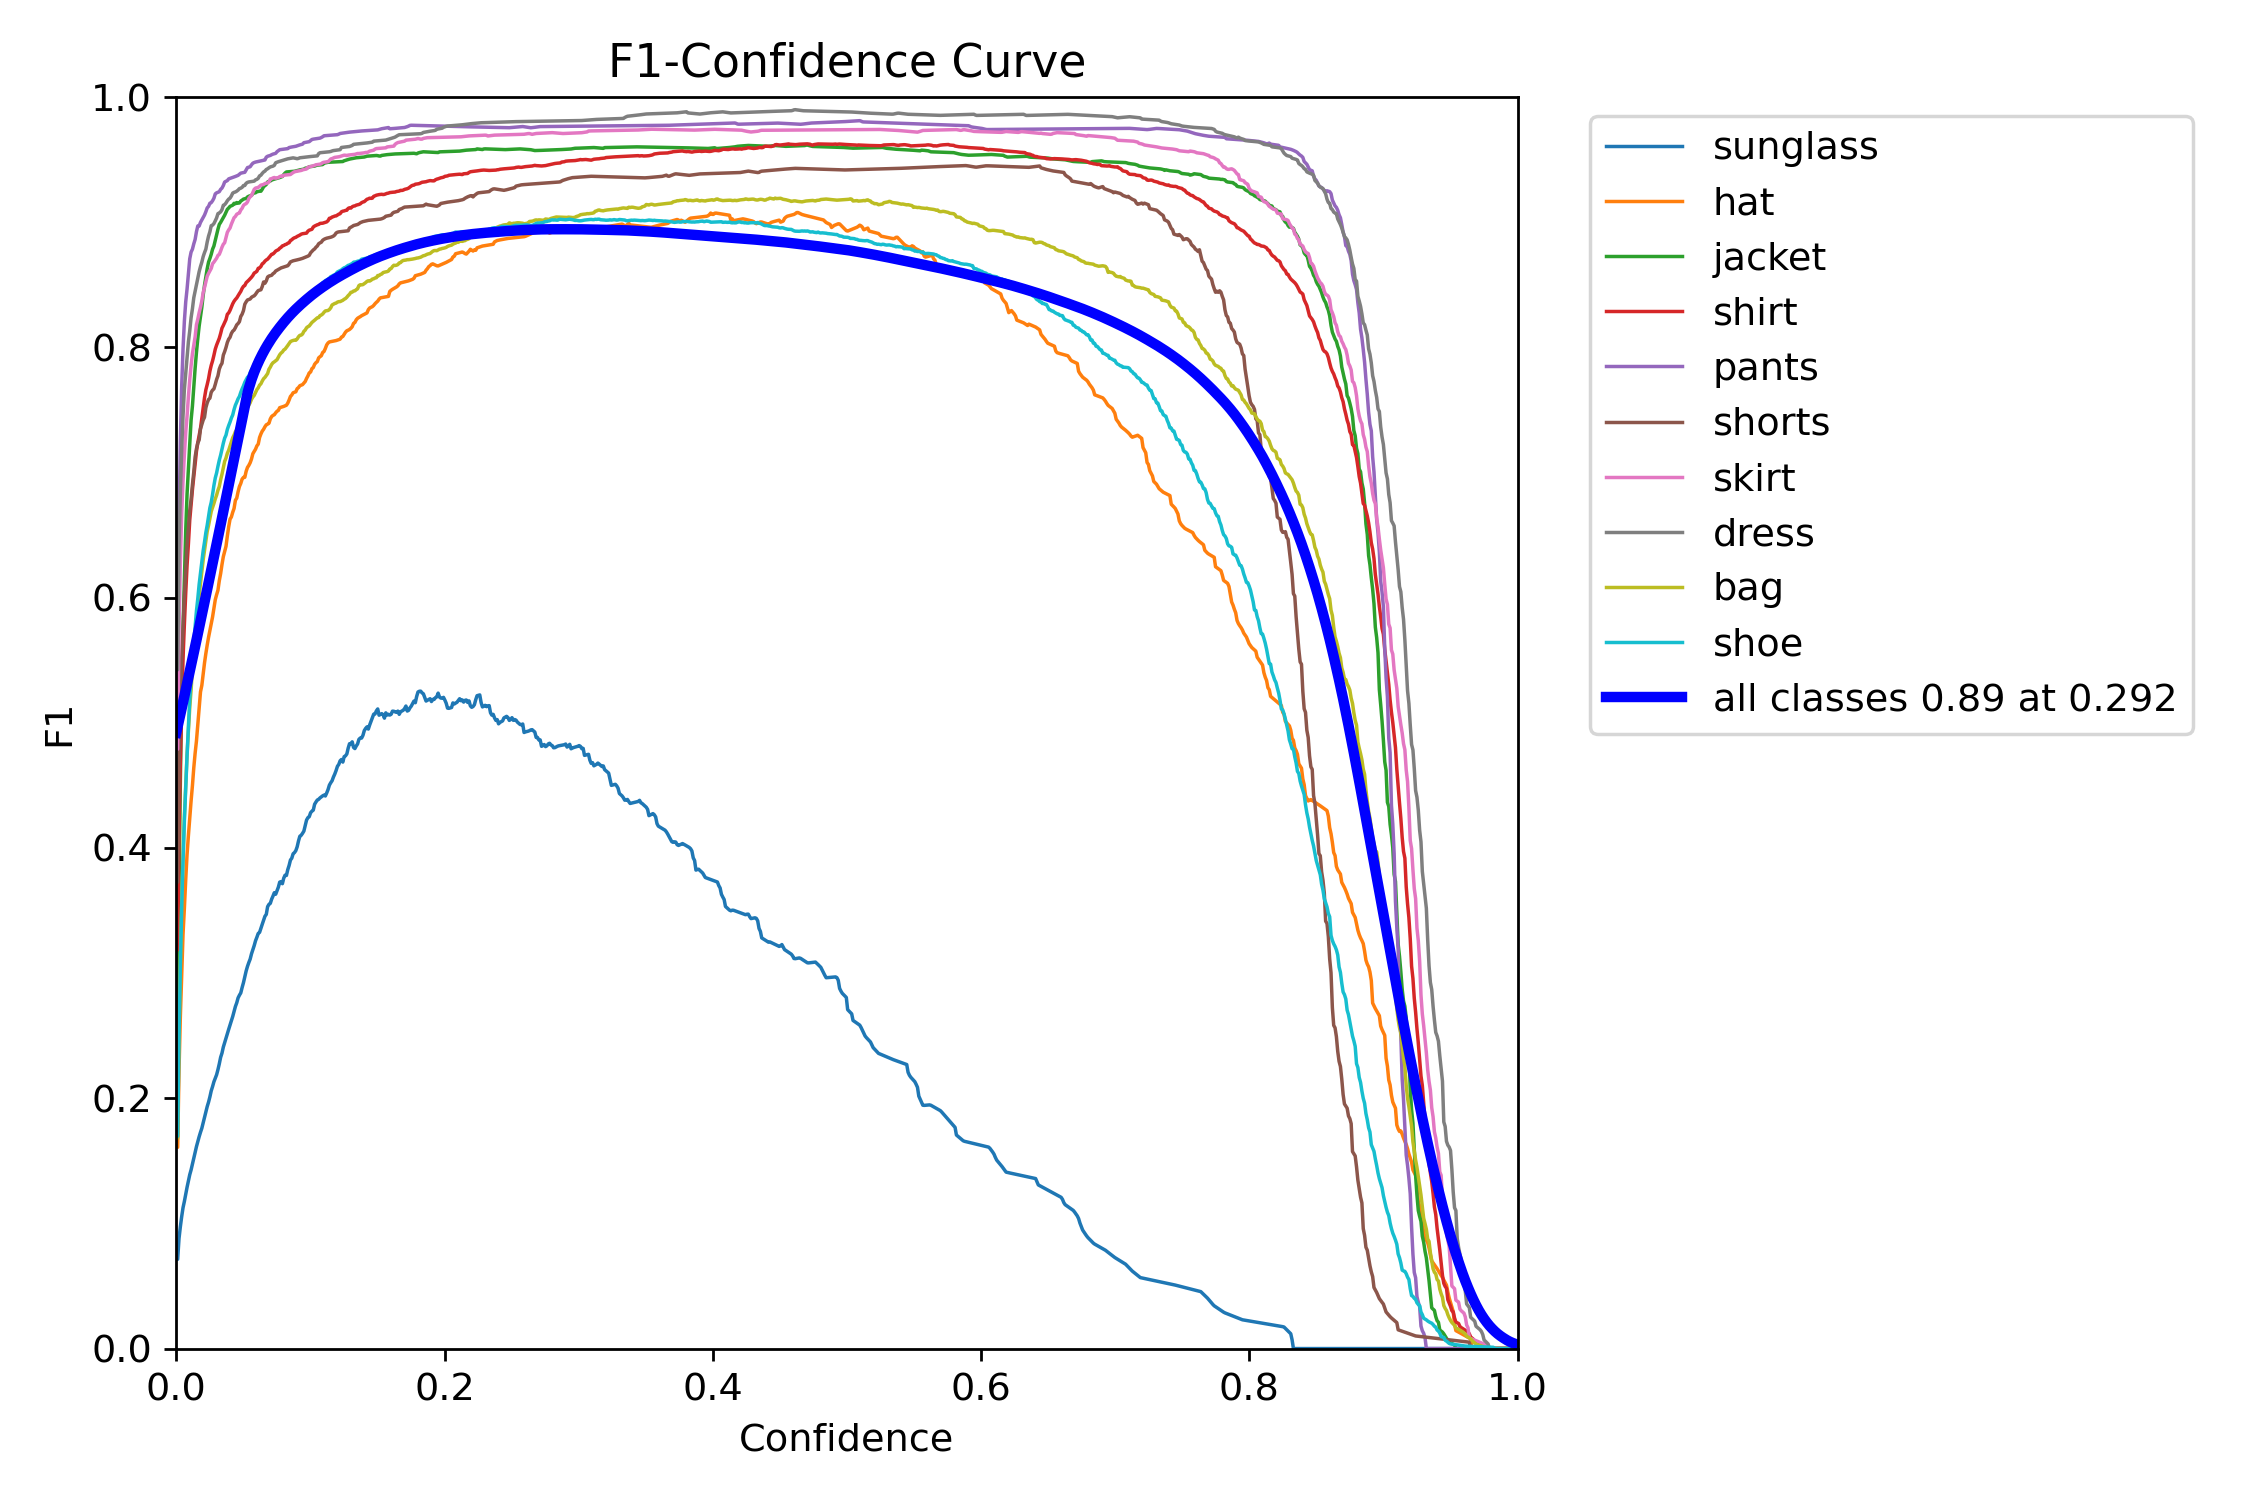 F1-Confidence Curve
1.0
0.8
0.6
0.4
0.2
0.0
F1
0.0 0.2 0.4 0.6 0.8 1.0
Confidence
sunglass
hat
jacket
shirt
pants
shorts
skirt
dress
bag
shoe
all classes 0.89 at 0.292